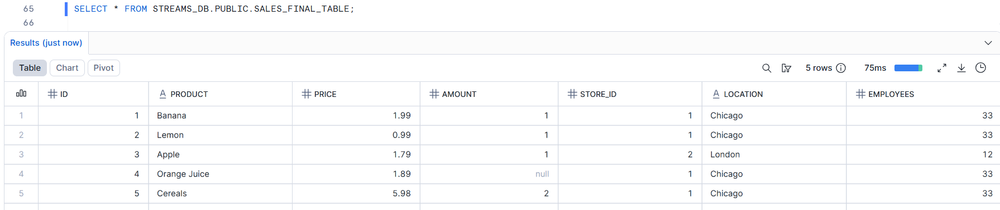 65 SELECT * FROM STREAMS_DB.PUBLIC.SALES_FINAL_TABLE;
66
Results (just now)
Table Chart Pivot 5 rows 75ms
ID PRODUCT PRICE AMOUNT STORE_ID LOCATION EMPLOYEES
1 1 Banana 1.99 1 1 Chicago 33
2 2 Lemon 0.99 1 1 Chicago 33
3 3 Apple 1.79 1 2 London 12
4 4 Orange Juice 1.89 null 1 Chicago 33
5 5 Cereals 5.98 2 1 Chicago 33